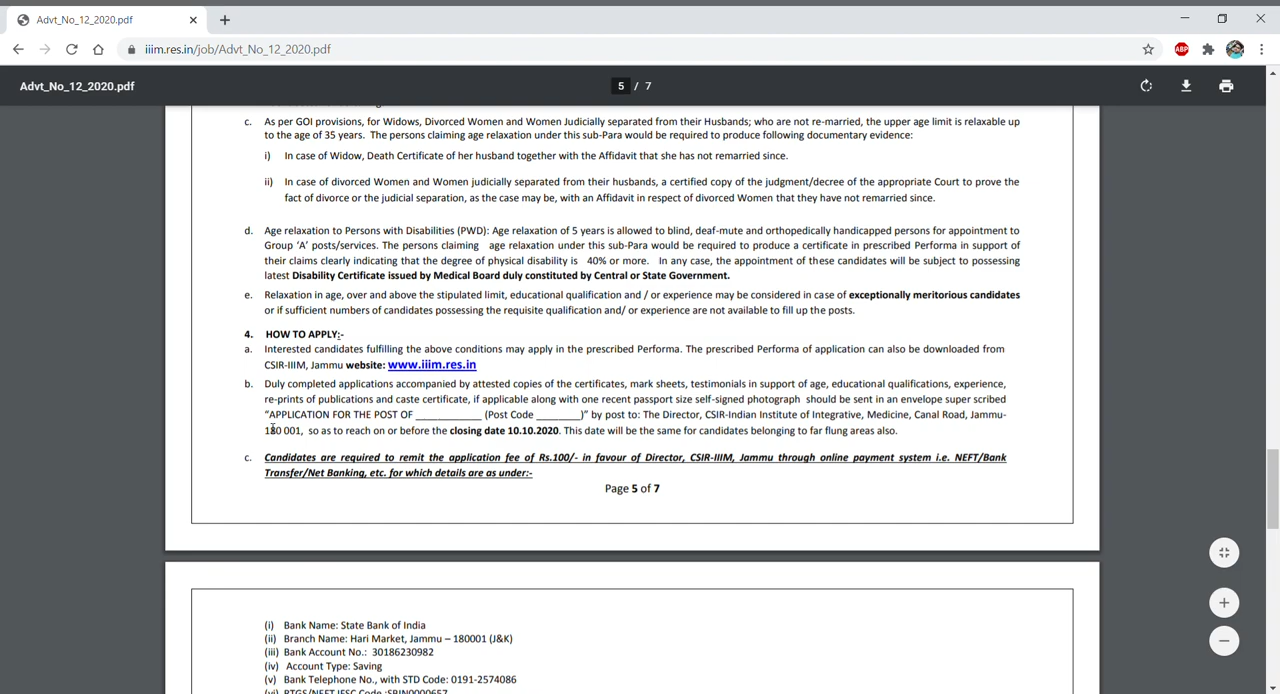 Advt_No_12_2020.pdf
iiim.res.in/job/Advt_No_12_2020.pdf
ABP
Advt_No_12_2020.pdf
5 / 7
c. As per GOI provisions, for Widows, Divorced Women and Women Judicially separated from their Husbands; who are not re-married, the upper age limit is relaxable up
to the age of 35 years. The persons claiming age relaxation under this sub-Para would be required to produce following documentary evidence:
i) In case of Widow, Death Certificate of her husband together with the Affidavit that she has not remarried since.
ii) In case of divorced Women and Women judicially separated from their husbands, a certified copy of the judgment/decree of the appropriate Court to prove the
fact of divorce or the judicial separation, as the case may be, with an Affidavit in respect of divorced Women that they have not remarried since.
d. Age relaxation to Persons with Disabilities (PWD): Age relaxation of 5 years is allowed to blind, deaf-mute and orthopedically handicapped persons for appointment to
Group ‘A’ posts/services. The persons claiming age relaxation under this sub-Para would be required to produce a certificate in prescribed Performa in support of
their claims clearly indicating that the degree of physical disability is 40% or more. In any case, the appointment of these candidates will be subject to possessing
latest Disability Certificate issued by Medical Board duly constituted by Central or State Government.
e. Relaxation in age, over and above the stipulated limit, educational qualification and / or experience may be considered in case of exceptionally meritorious candidates
or if sufficient numbers of candidates possessing the requisite qualification and/ or experience are not available to fill up the posts.
4. HOW TO APPLY:-
a. Interested candidates fulfilling the above conditions may apply in the prescribed Performa. The prescribed Performa of application can also be downloaded from
CSIR-IIIM, Jammu website: www.iiim.res.in
b. Duly completed applications accompanied by attested copies of the certificates, mark sheets, testimonials in support of age, educational qualifications, experience,
re-prints of publications and caste certificate, if applicable along with one recent passport size self-signed photograph should be sent in an envelope super scribed
“APPLICATION FOR THE POST OF ____________ (Post Code ________)” by post to: The Director, CSIR-Indian Institute of Integrative, Medicine, Canal Road, Jammu-
180 001, so as to reach on or before the closing date 10.10.2020. This date will be the same for candidates belonging to far flung areas also.
c. Candidates are required to remit the application fee of Rs.100/- in favour of Director, CSIR-IIIM, Jammu through online payment system i.e. NEFT/Bank
Transfer/Net Banking, etc. for which details are as under:-
Page 5 of 7
(i) Bank Name: State Bank of India
(ii) Branch Name: Hari Market, Jammu – 180001 (J&K)
(iii) Bank Account No.: 30186230982
(iv) Account Type: Saving
(v) Bank Telephone No., with STD Code: 0191-2574086
(vi) RTGS/NEFT IFSC Code :SBIN0000657